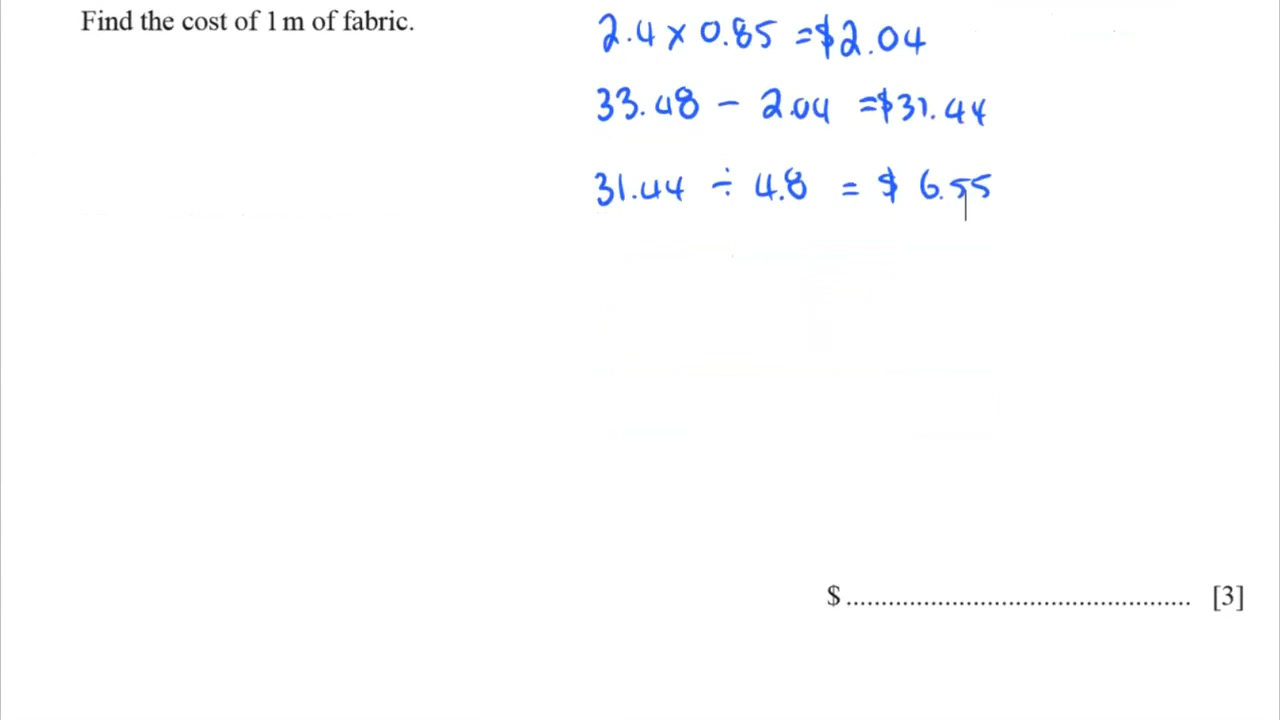 Find the cost of 1 m of fabric.
2.4 × 0.85 = $2.04
33.48 - 2.04 = $31.44
31.44 ÷ 4.8 = $ 6.55
$ .................................................. [3]